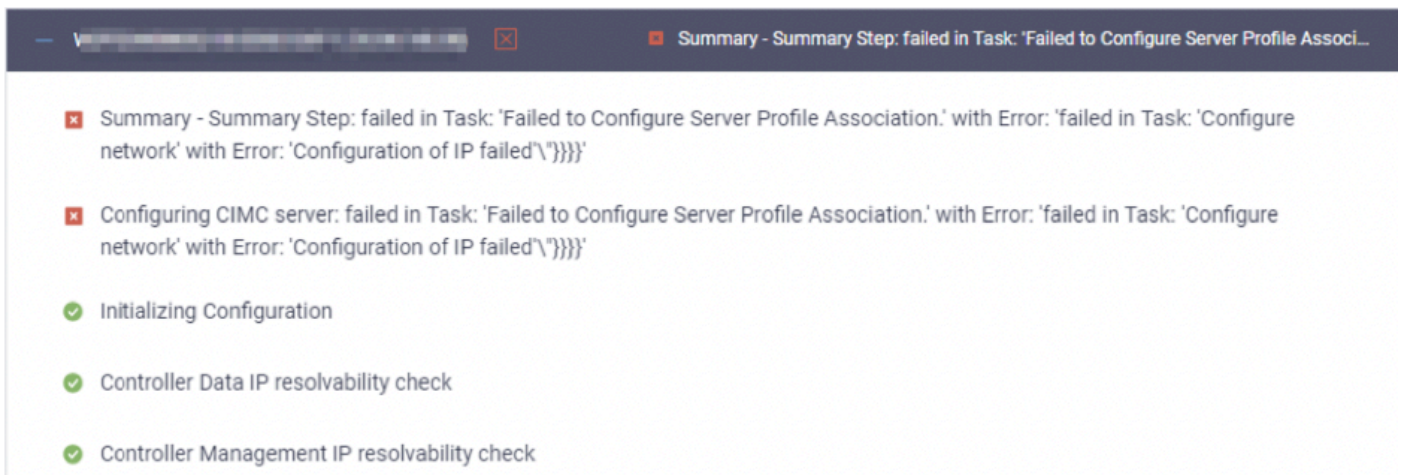 Summary - Summary Step: failed in Task: 'Failed to Configure Server Profile Associ...
Summary - Summary Step: failed in Task: 'Failed to Configure Server Profile Association.' with Error: 'failed in Task: 'Configure
network' with Error: 'Configuration of IP failed'\"}}}}'
Configuring CIMC server: failed in Task: 'Failed to Configure Server Profile Association.' with Error: 'failed in Task: 'Configure
network' with Error: 'Configuration of IP failed'\"}}}}'
Initializing Configuration
Controller Data IP resolvability check
Controller Management IP resolvability check